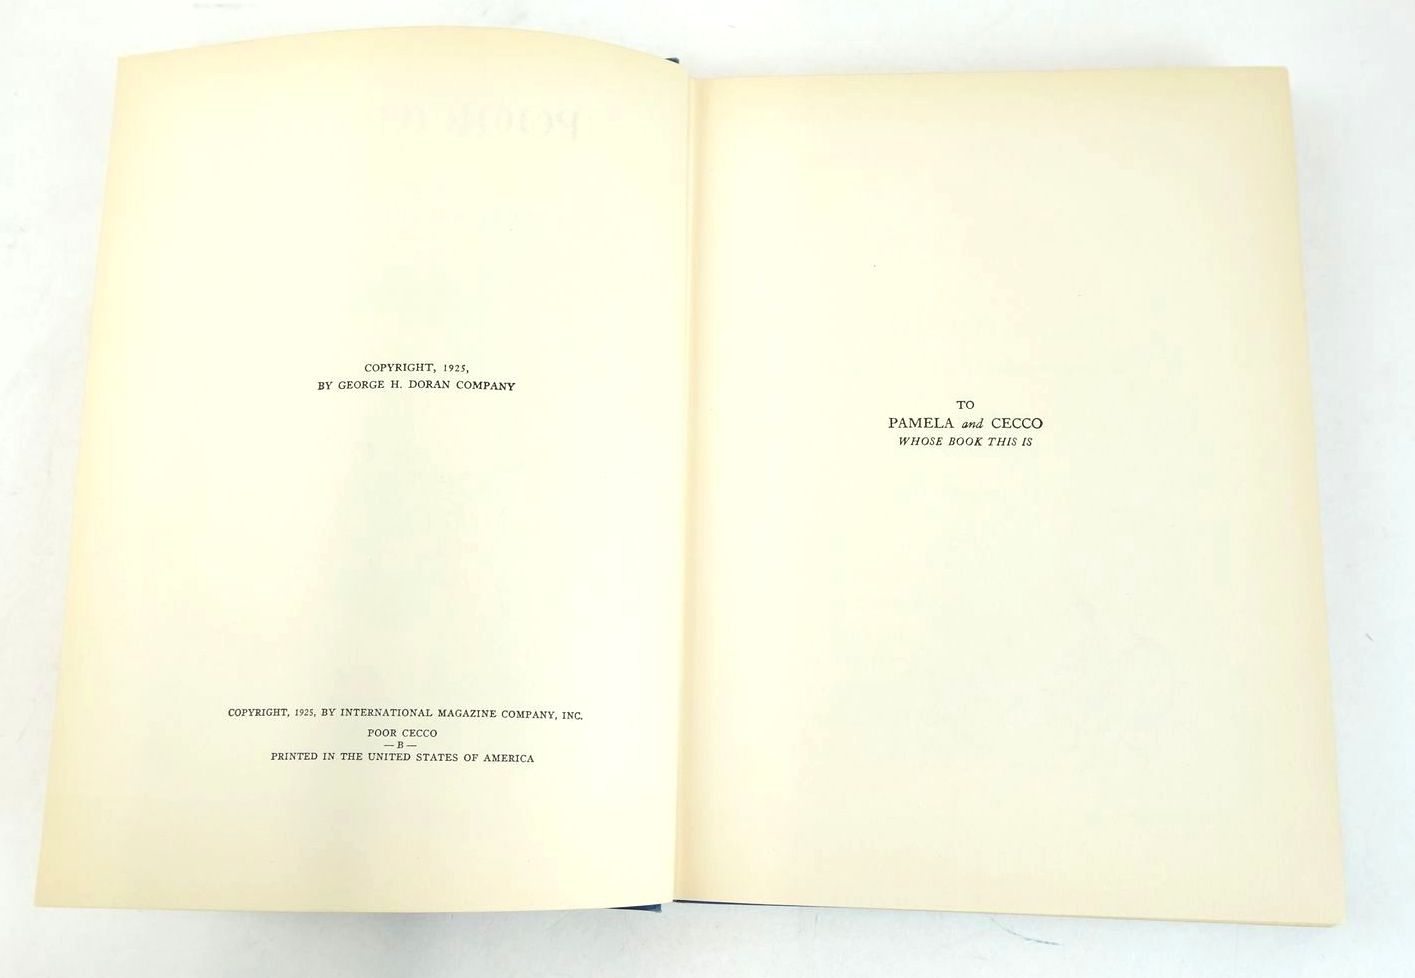 COPYRIGHT, 1925,
BY GEORGE H. DORAN COMPANY
COPYRIGHT, 1925, BY INTERNATIONAL MAGAZINE COMPANY, INC.
POOR CECCO
— B —
PRINTED IN THE UNITED STATES OF AMERICA
TO
PAMELA and CECCO
WHOSE BOOK THIS IS